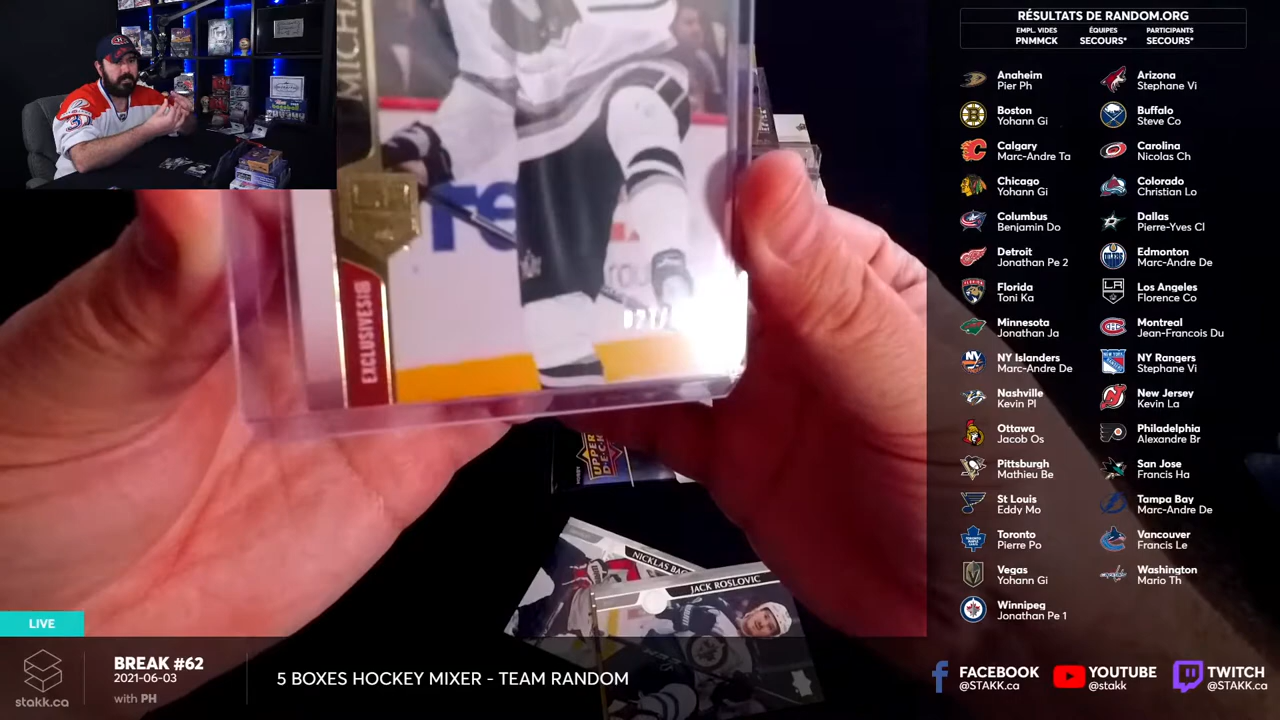 RÉSULTATS DE RANDOM.ORG
EMPL. VIDES
PNMMCK
ÉQUIPES
SECOURS*
PARTICIPANTS
SECOURS*
Anaheim
Pier Ph
Arizona
Stephane Vi
Boston
Yohann Gi
Buffalo
Steve Co
Calgary
Marc-Andre Ta
Carolina
Nicolas Ch
Chicago
Yohann Gi
Colorado
Christian Lo
Columbus
Benjamin Do
Dallas
Pierre-Yves Cl
Detroit
Jonathan Pe 2
Edmonton
Marc-Andre De
Florida
Toni Ka
Los Angeles
Florence Co
Minnesota
Jonathan Ja
Montreal
Jean-Francois Du
NY Islanders
Marc-Andre De
NY Rangers
Stephane Vi
Nashville
Kevin Pl
New Jersey
Kevin La
Ottawa
Jacob Os
Philadelphia
Alexandre Br
Pittsburgh
Mathieu Be
San Jose
Francis Ha
St Louis
Eddy Mo
Tampa Bay
Marc-Andre De
Toronto
Pierre Po
Vancouver
Francis Le
Vegas
Yohann Gi
Washington
Mario Th
Winnipeg
Jonathan Pe 1
EXCLUSIVES
UPPER
DECK
NICKLAS
JACK ROSLOVIC
LIVE
stakk.ca
BREAK #62
2021-06-03
with PH
5 BOXES HOCKEY MIXER - TEAM RANDOM
FACEBOOK
@STAKK.ca
YOUTUBE
@stakk
TWITCH
@STAKK.ca